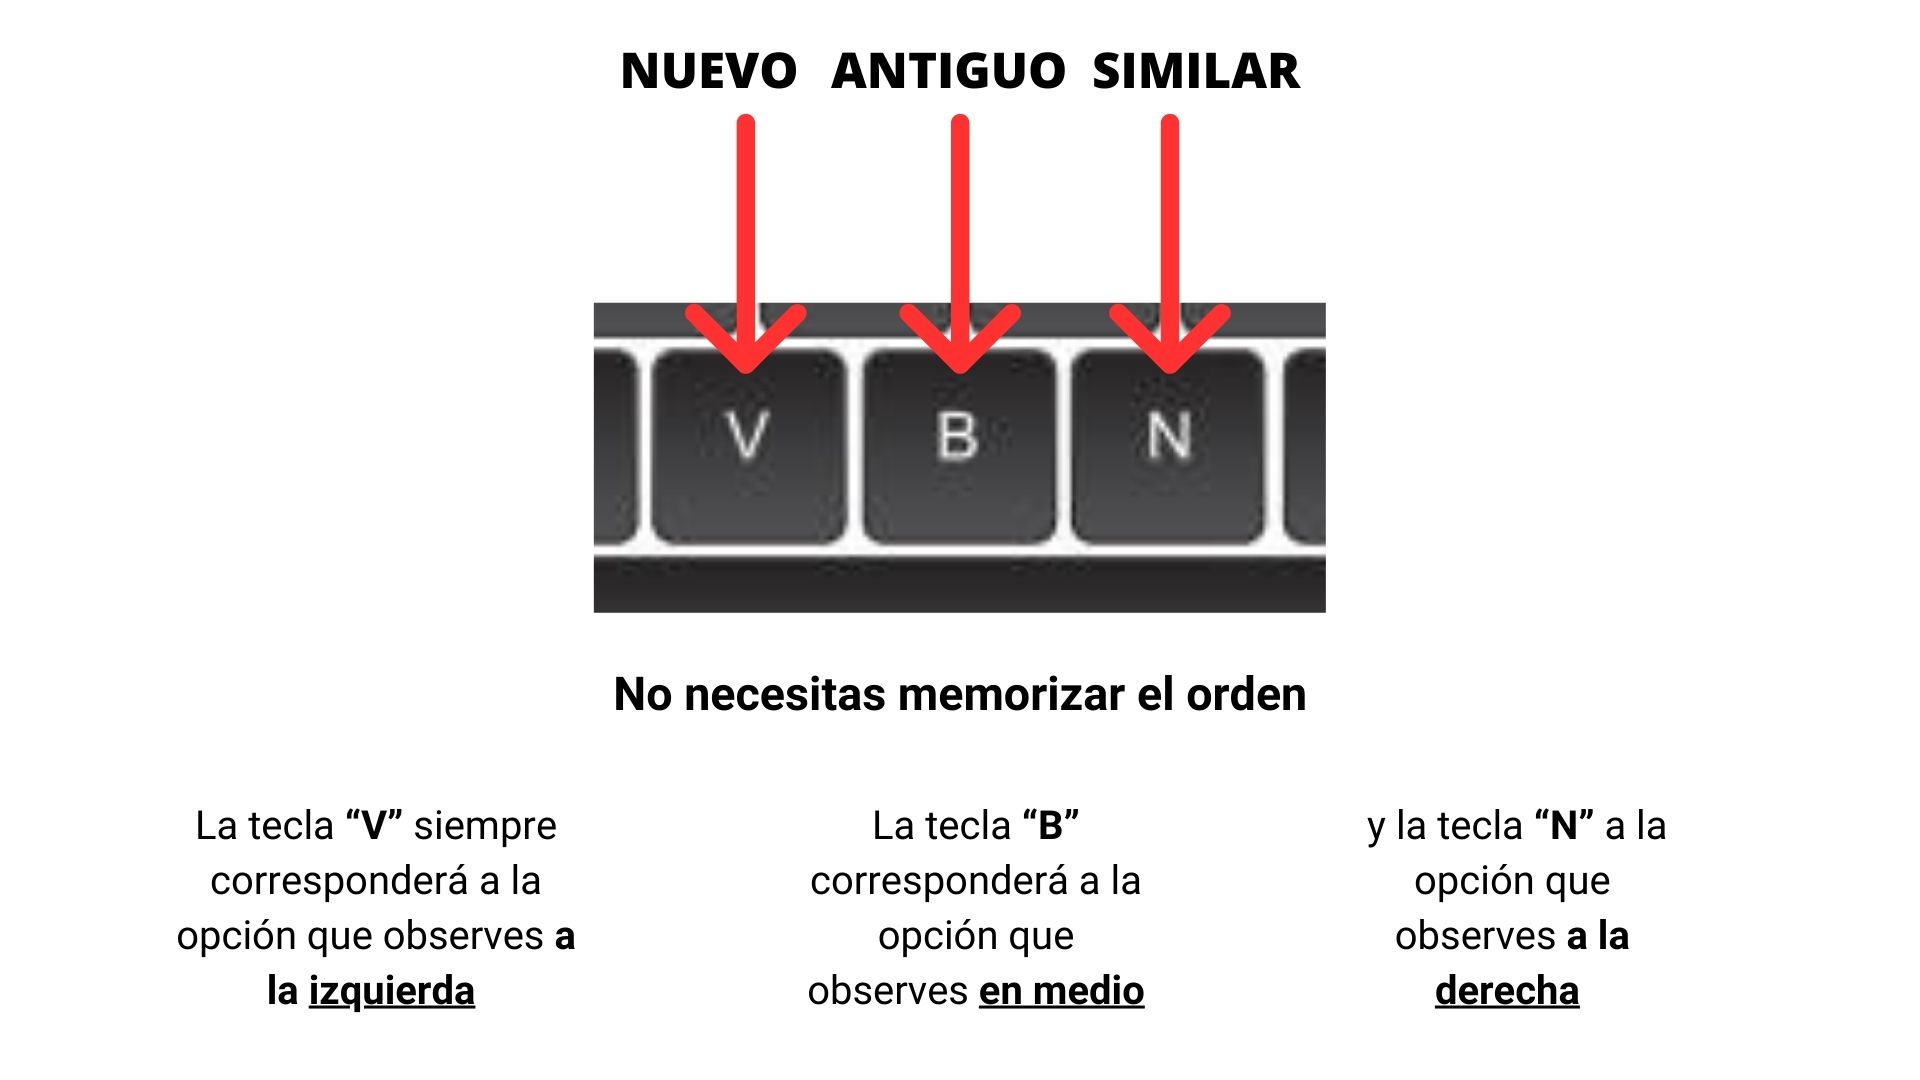 NUEVO ANTIGUO SIMILAR
V B N
No necesitas memorizar el orden
La tecla “V” siempre
corresponderá a la
opción que observes a
la izquierda
La tecla “B”
corresponderá a la
opción que
observes en medio
y la tecla “N” a la
opción que
observes a la
derecha